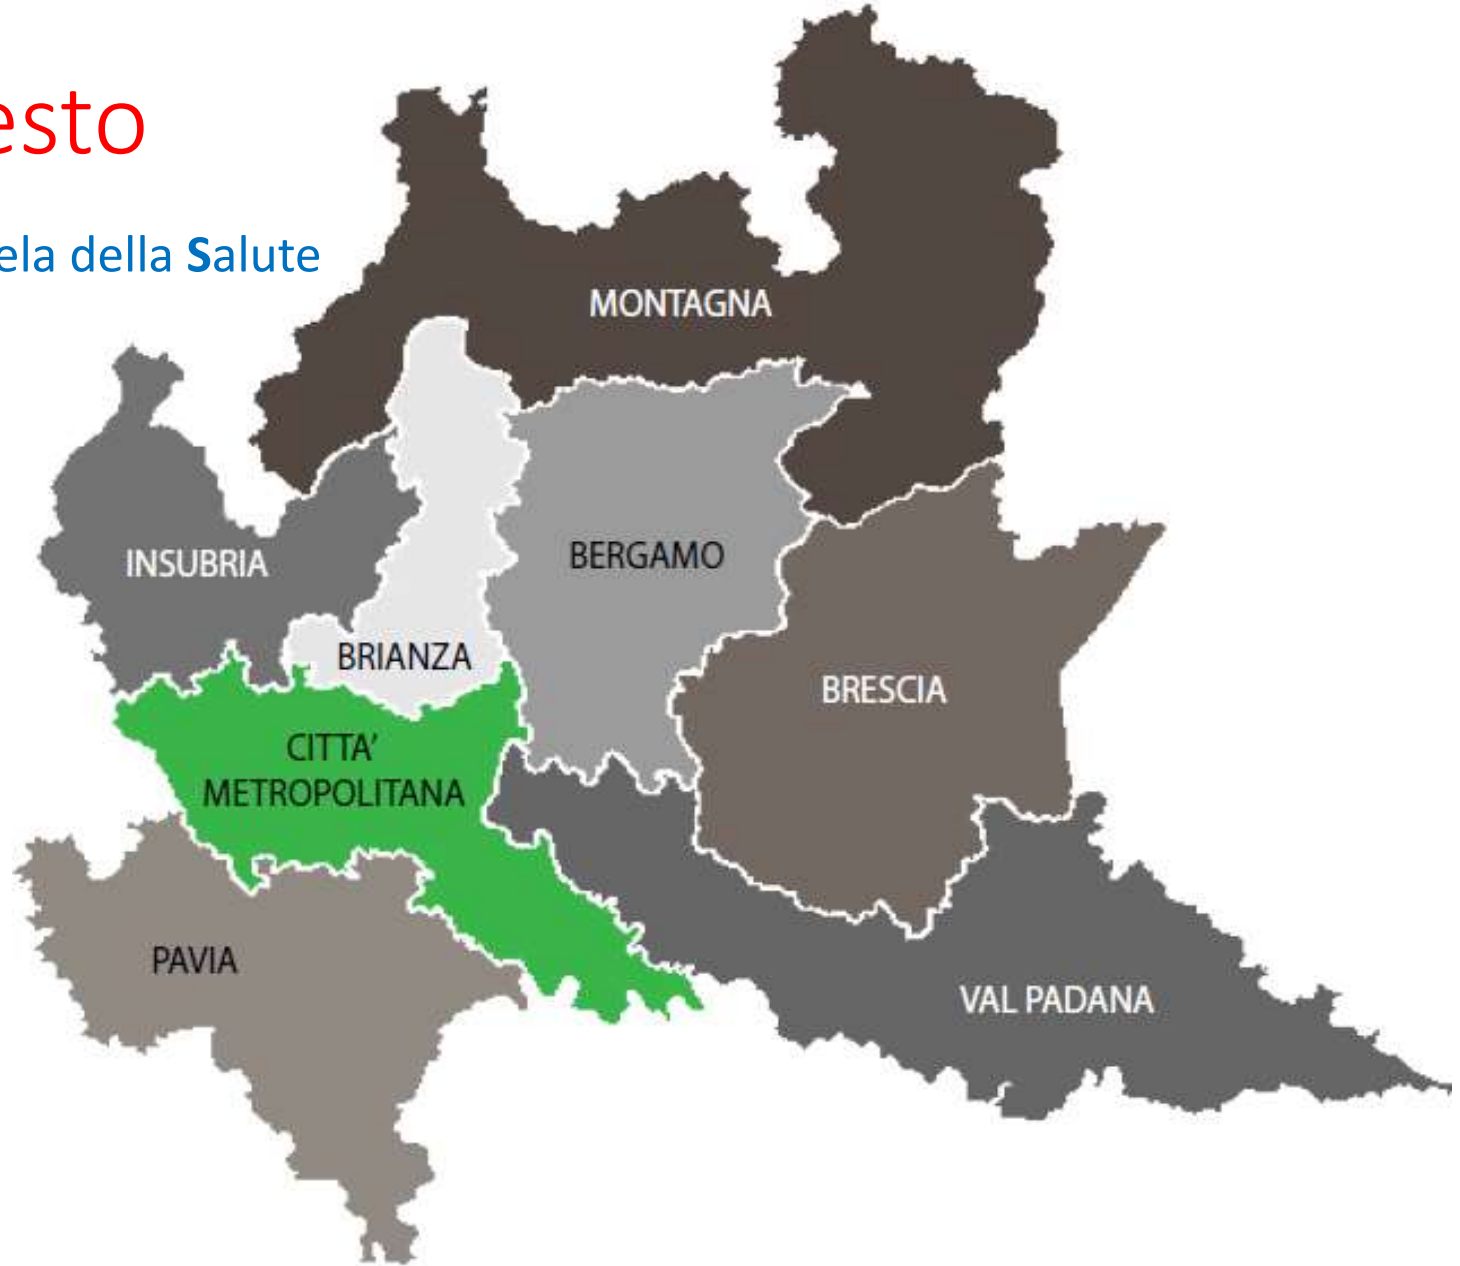 esto
ela della Salute
MONTAGNA
INSUBRIA
BERGAMO
BRIANZA
BRESCIA
CITTA’
METROPOLITANA
PAVIA
VAL PADANA